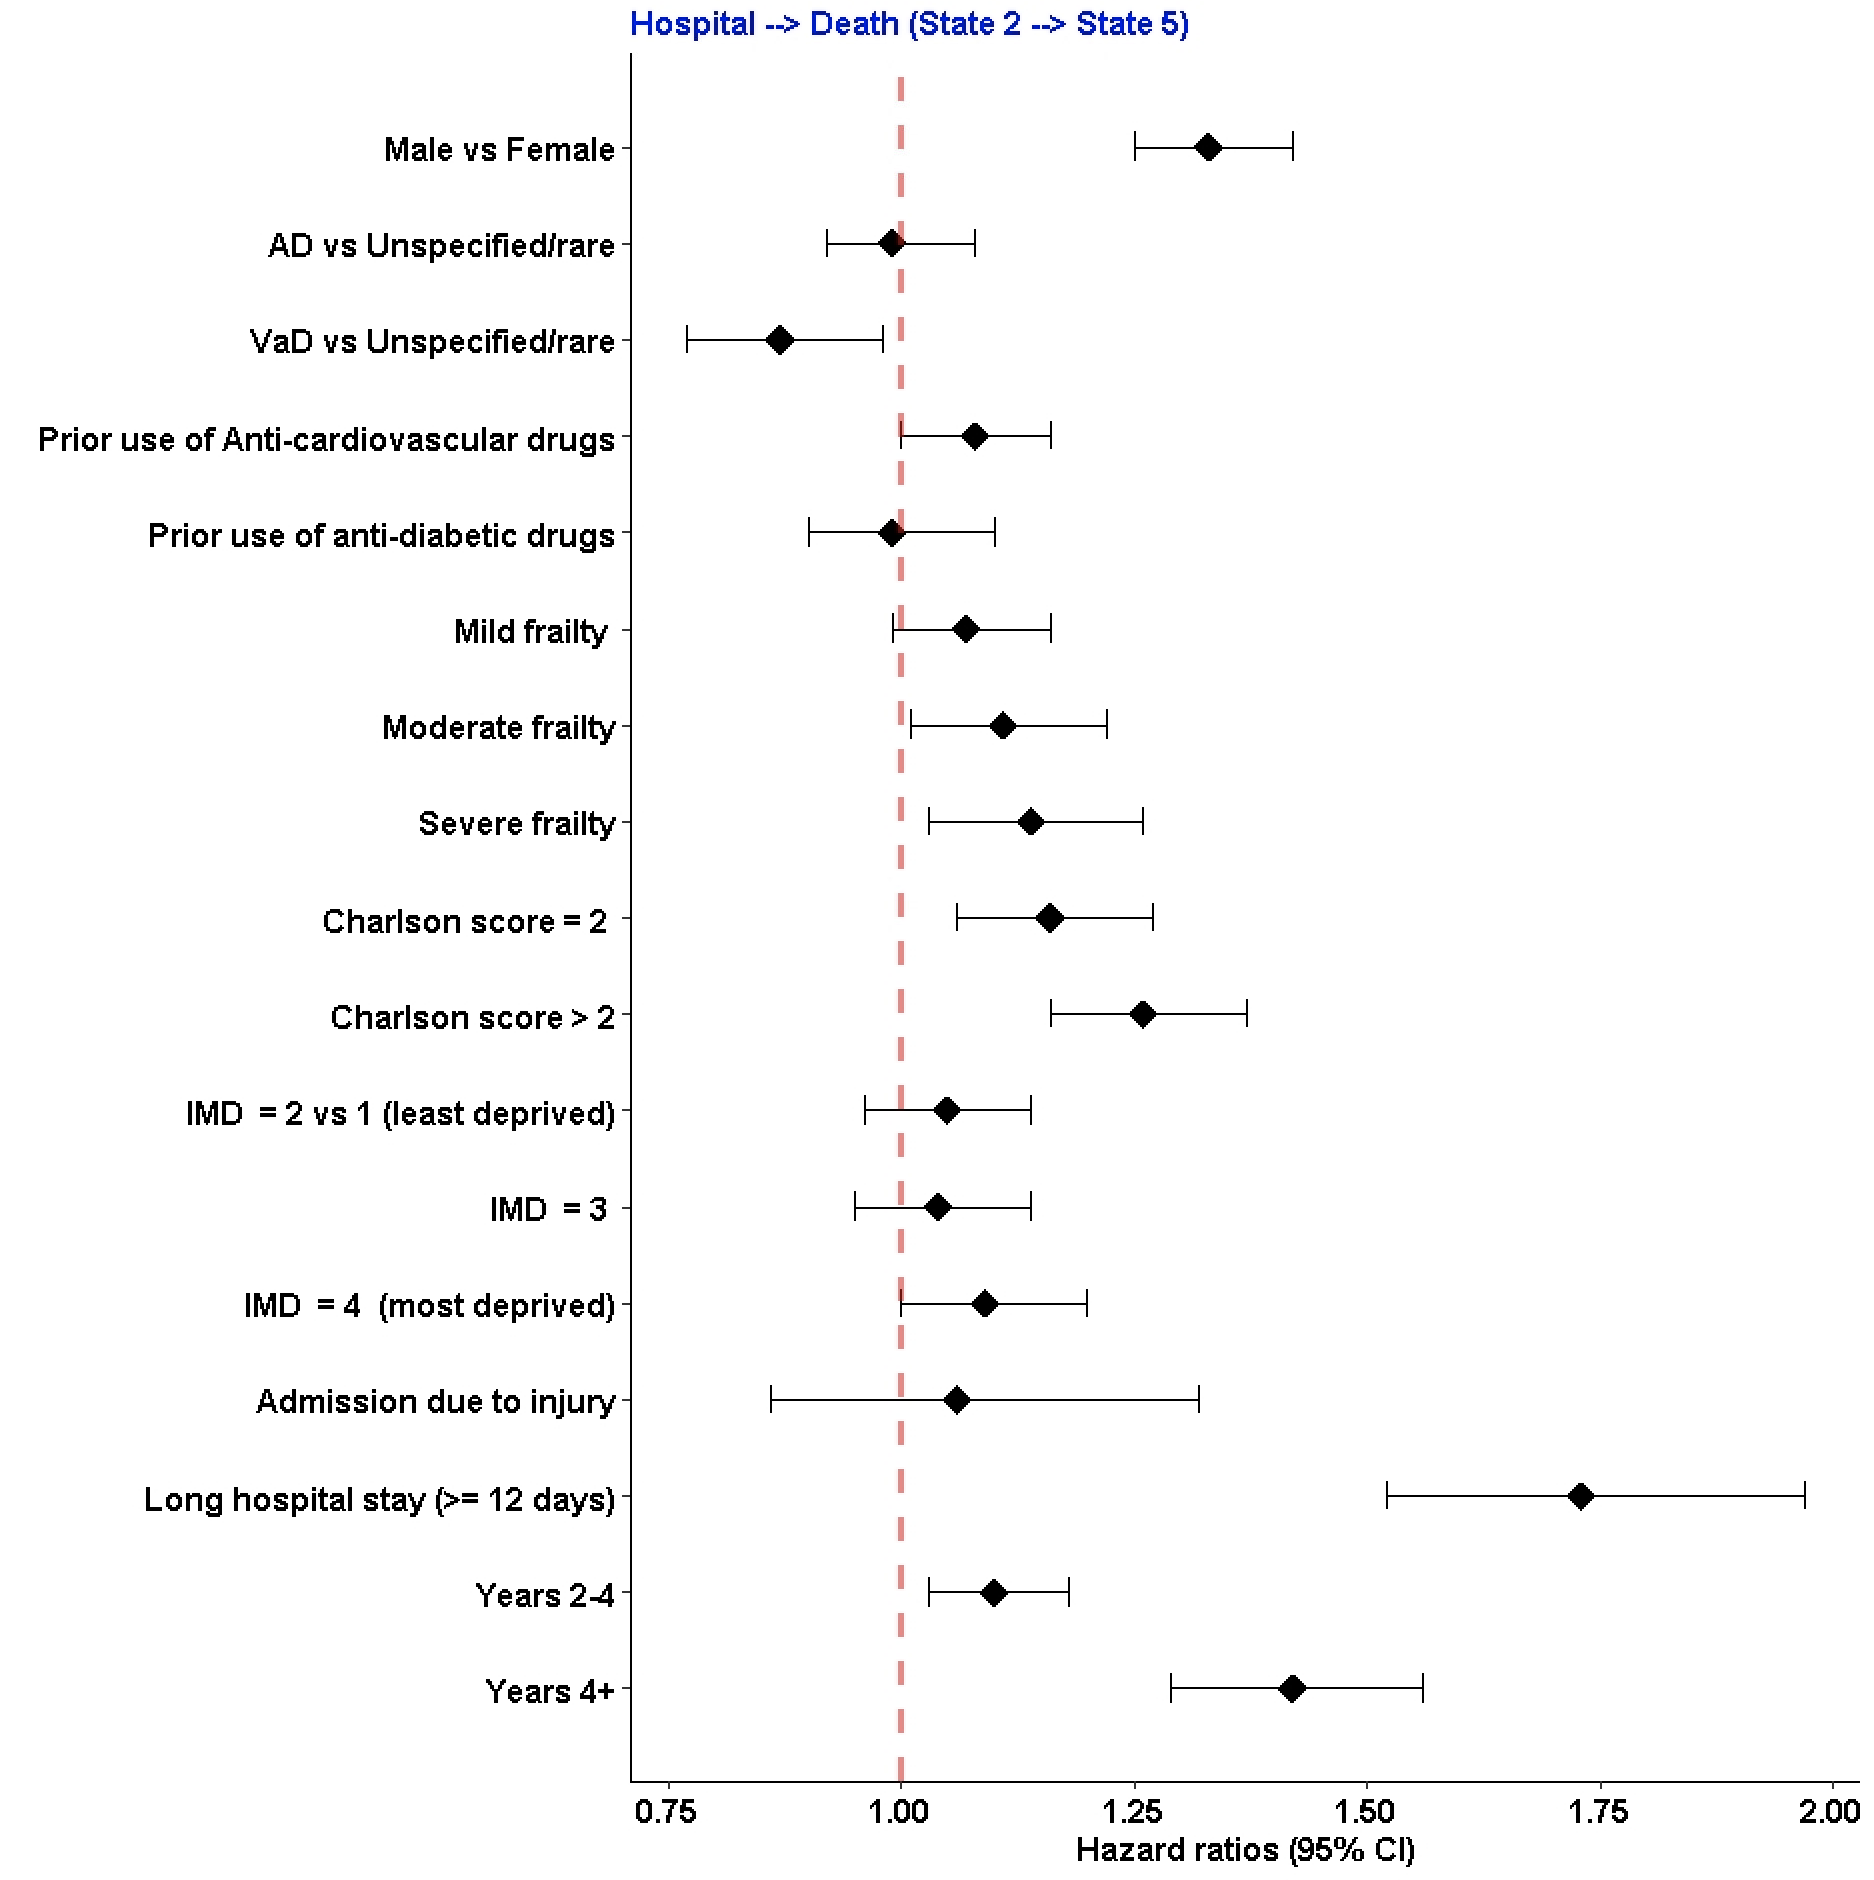 Hospital --> Death (State 2 --> State 5)
Male vs Female
AD vs Unspecified/rare
VaD vs Unspecified/rare
Prior use of Anti-cardiovascular drugs
Prior use of anti-diabetic drugs
Mild frailty
Moderate frailty
Severe frailty
Charlson score = 2
Charlson score > 2
IMD = 2 vs 1 (least deprived)
IMD = 3
IMD = 4 (most deprived)
Admission due to injury
Long hospital stay (>= 12 days)
Years 2-4
Years 4+
0.75 1.00 1.25 1.50 1.75 2.00
Hazard ratios (95% CI)